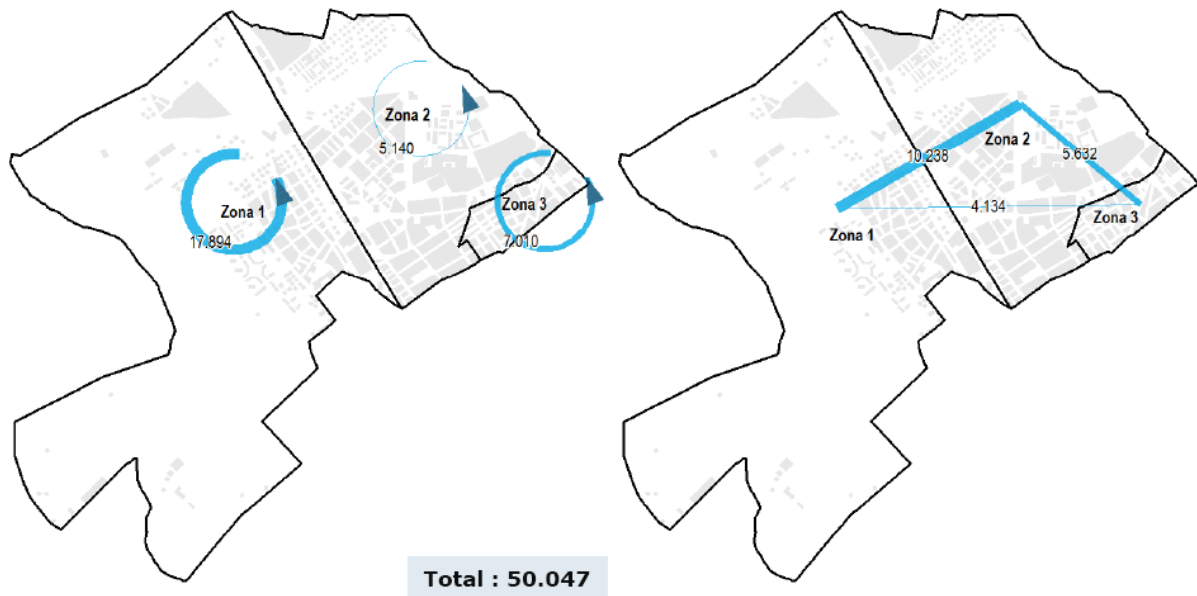 Zona 2
5.140
Zona 1
17.894
Zona 3
7.010
Zona 2
10.238
5.632
4.134
Zona 1
Zona 3
Total : 50.047